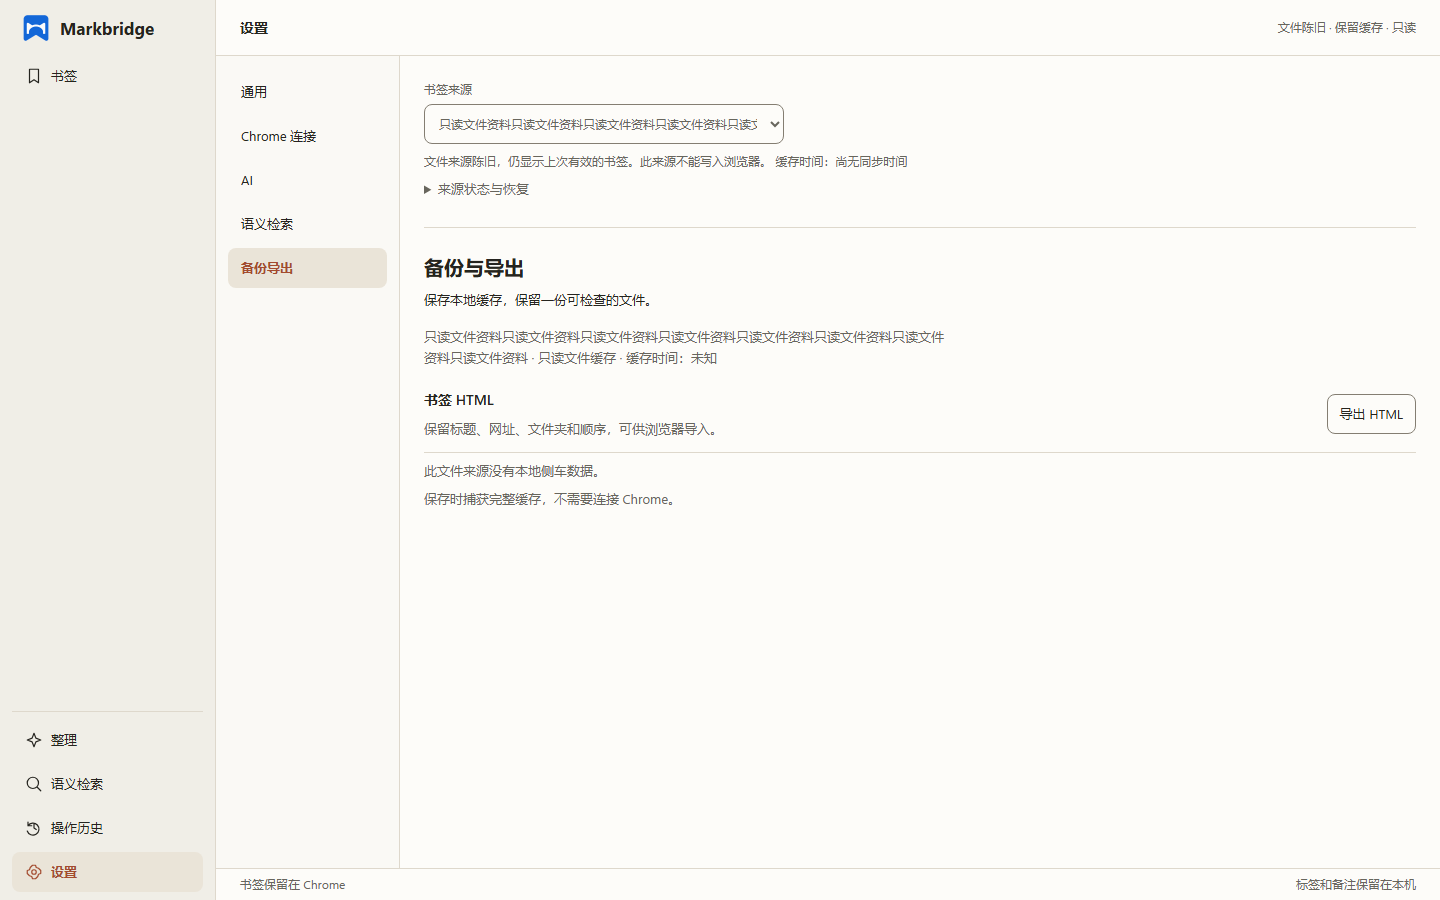 Markbridge
书签
整理
语义检索
操作历史
设置
设置
文件陈旧 · 保留缓存 · 只读
通用
Chrome 连接
AI
语义检索
备份导出
书签来源
只读文件资料只读文件资料只读文件资料只读文件资料只读
文件来源陈旧，仍显示上次有效的书签。此来源不能写入浏览器。 缓存时间：尚无同步时间
来源状态与恢复
备份与导出
保存本地缓存，保留一份可检查的文件。
只读文件资料只读文件资料只读文件资料只读文件资料只读文件资料只读文件资料只读文件
资料只读文件资料 · 只读文件缓存 · 缓存时间：未知
书签 HTML
保留标题、网址、文件夹和顺序，可供浏览器导入。
导出 HTML
此文件来源没有本地侧车数据。
保存时捕获完整缓存，不需要连接 Chrome。
书签保留在 Chrome
标签和备注保留在本机